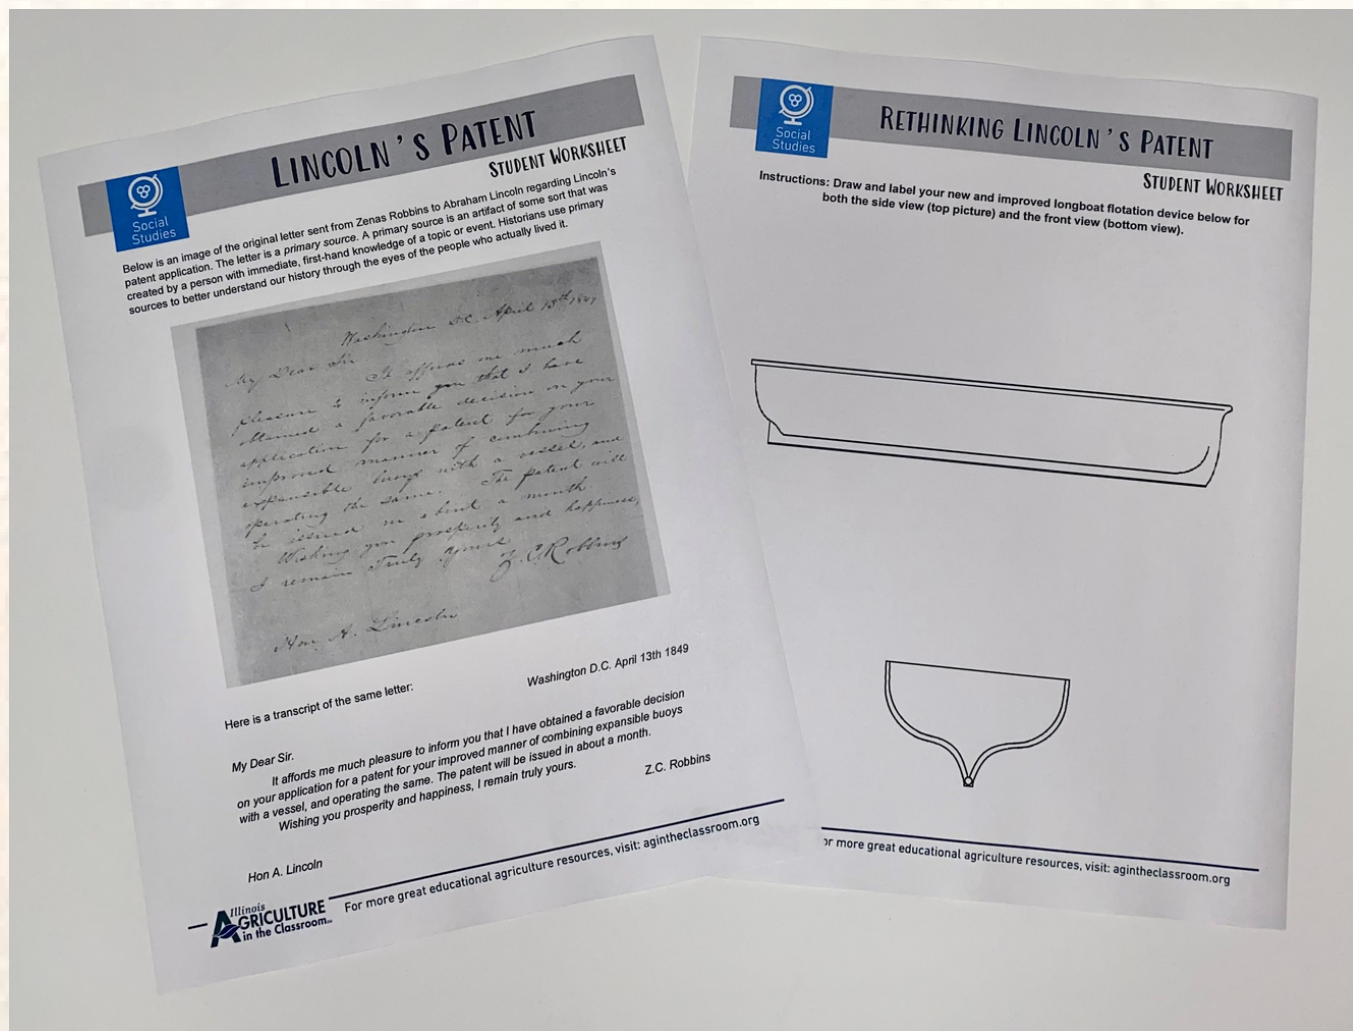 LINCOLN'S PATENT
STUDENT WORKSHEET
Social
Studies
Below is an image of the original letter sent from Zenas Robbins to Abraham Lincoln regarding Lincoln's
patent application. The letter is a primary source. A primary source is an artifact of some sort that was
created by a person with immediate, first-hand knowledge of a topic or event. Historians use primary
sources to better understand our history through the eyes of the people who actually lived it.
Washington D.C. April 13th 1849
My Dear Sir
It affords me much
pleasure to inform you that I have
obtained a favorable decision on your
application for a patent for your
improved manner of combining
expansible buoys with a vessel, and
operating the same. The patent will
be issued in about a month
Wishing you prosperity and happiness,
I remain Truly yours
Z. C. Robbins
Hon A. Lincoln
Here is a transcript of the same letter:
Washington D.C. April 13th 1849
My Dear Sir.
It affords me much pleasure to inform you that I have obtained a favorable decision
on your application for a patent for your improved manner of combining expansible buoys
with a vessel, and operating the same. The patent will be issued in about a month.
Wishing you prosperity and happiness, I remain truly yours.
Z.C. Robbins
Hon A. Lincoln
Illinois
AGRICULTURE
in the Classroom
For more great educational agriculture resources, visit: agintheclassroom.org
RETHINKING LINCOLN'S PATENT
STUDENT WORKSHEET
Social
Studies
Instructions: Draw and label your new and improved longboat flotation device below for
both the side view (top picture) and the front view (bottom view).
or more great educational agriculture resources, visit: agintheclassroom.org